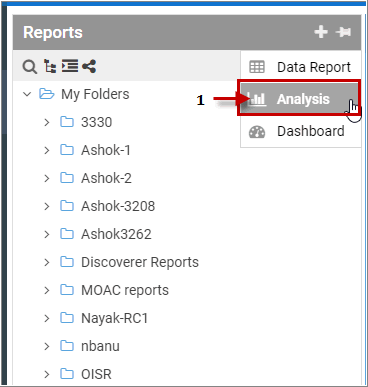 Reports
Data Report
My Folders
1 Analysis
3330
Dashboard
Ashok-1
Ashok-2
Ashok-3208
Ashok3262
Discoverer Reports
MOAC reports
Nayak-RC1
nbanu
OISR